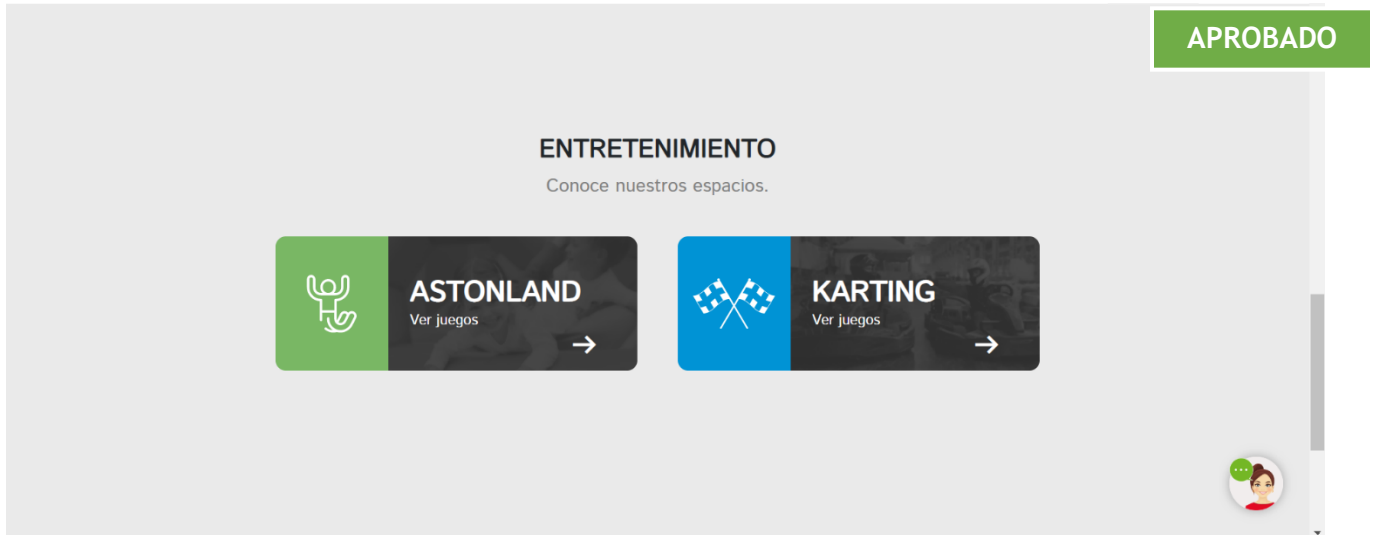 APROBADO
ENTRETENIMIENTO
Conoce nuestros espacios.
ASTONLAND
Ver juegos
KARTING
Ver juegos